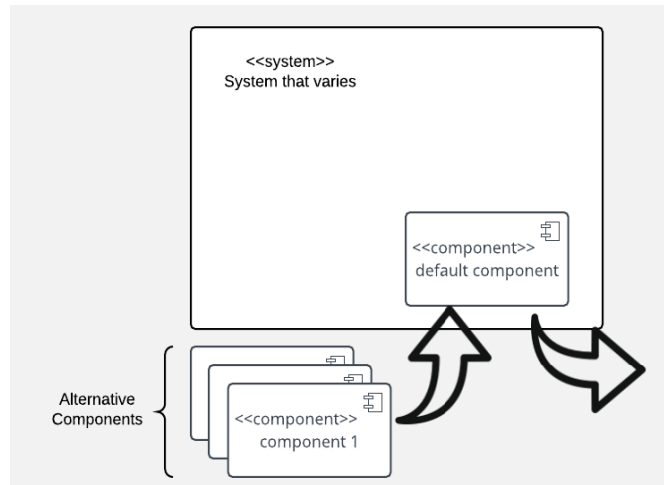 <<system>>
System that varies
<<component>>
default component
Alternative
Components
<<component>>
component 1